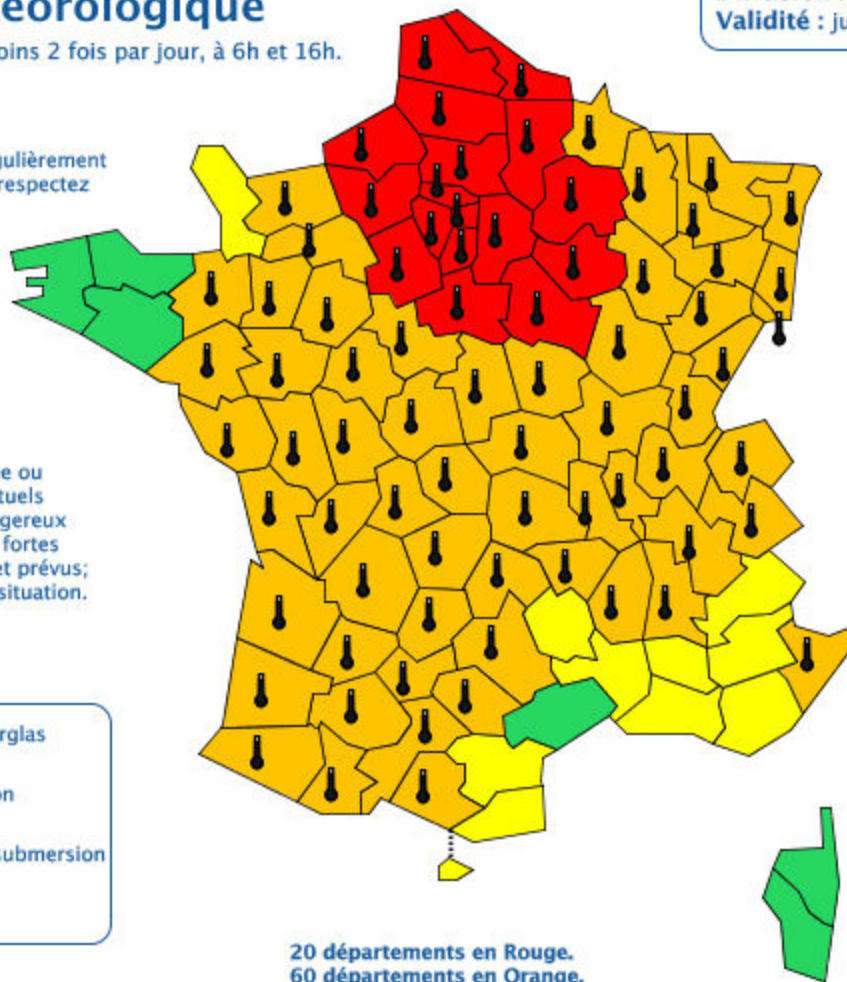 éorologique
oins 2 fois par jour, à 6h et 16h.
Validité : ju
gulièrement
respectez
e ou
tuels
gereux
fortes
et prévus;
situation.
rglas
on
submersion
20 départements en Rouge.
60 départements en Orange.